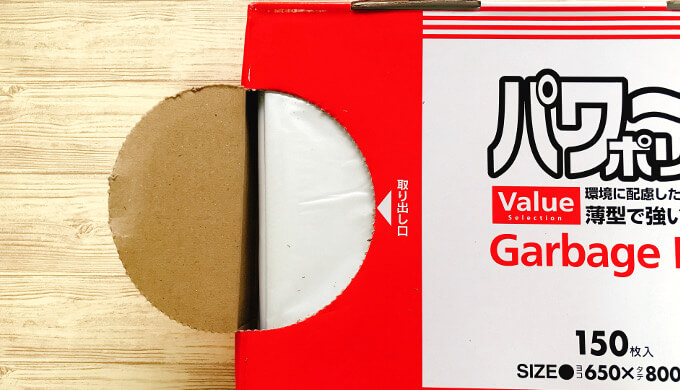 パワー
ポリ
取り出し口
Value
Selection
環境に配慮した
薄型で強い
Garbage
150枚入
SIZE●ヨコ650×タテ800